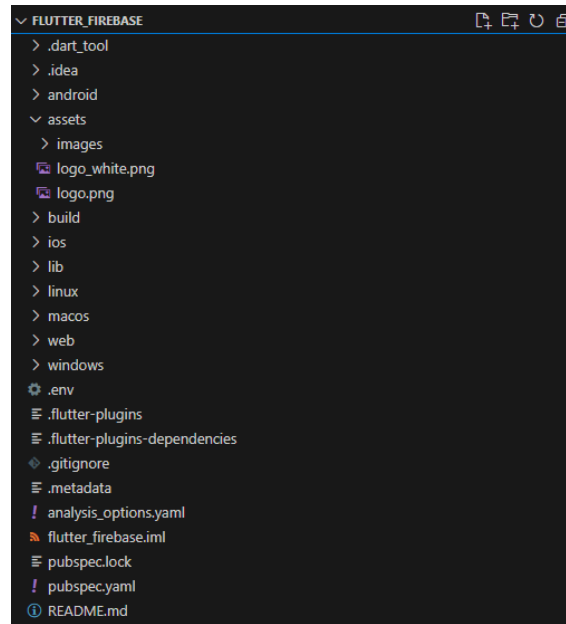 FLUTTER_FIREBASE
.dart_tool
.idea
android
assets
images
logo_white.png
logo.png
build
ios
lib
linux
macos
web
windows
.env
.flutter-plugins
.flutter-plugins-dependencies
.gitignore
.metadata
analysis_options.yaml
flutter_firebase.iml
pubspec.lock
pubspec.yaml
README.md